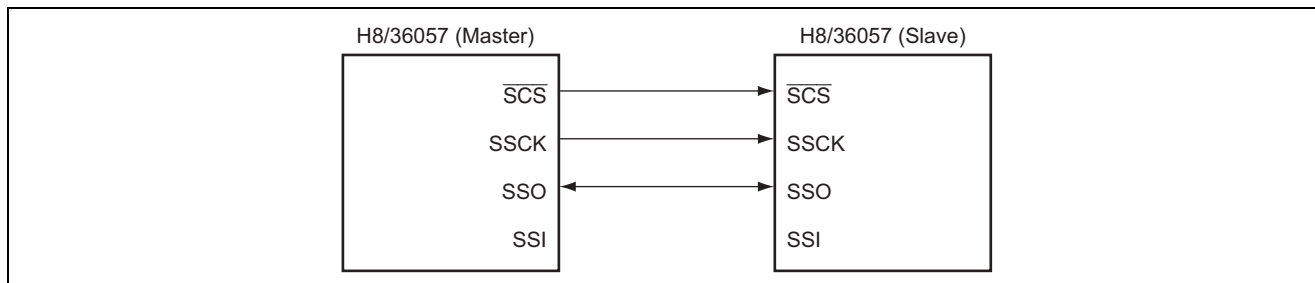 H8/36057 (Master) H8/36057 (Slave)
SCS SCS
SSCK SSCK
SSO SSO
SSI SSI